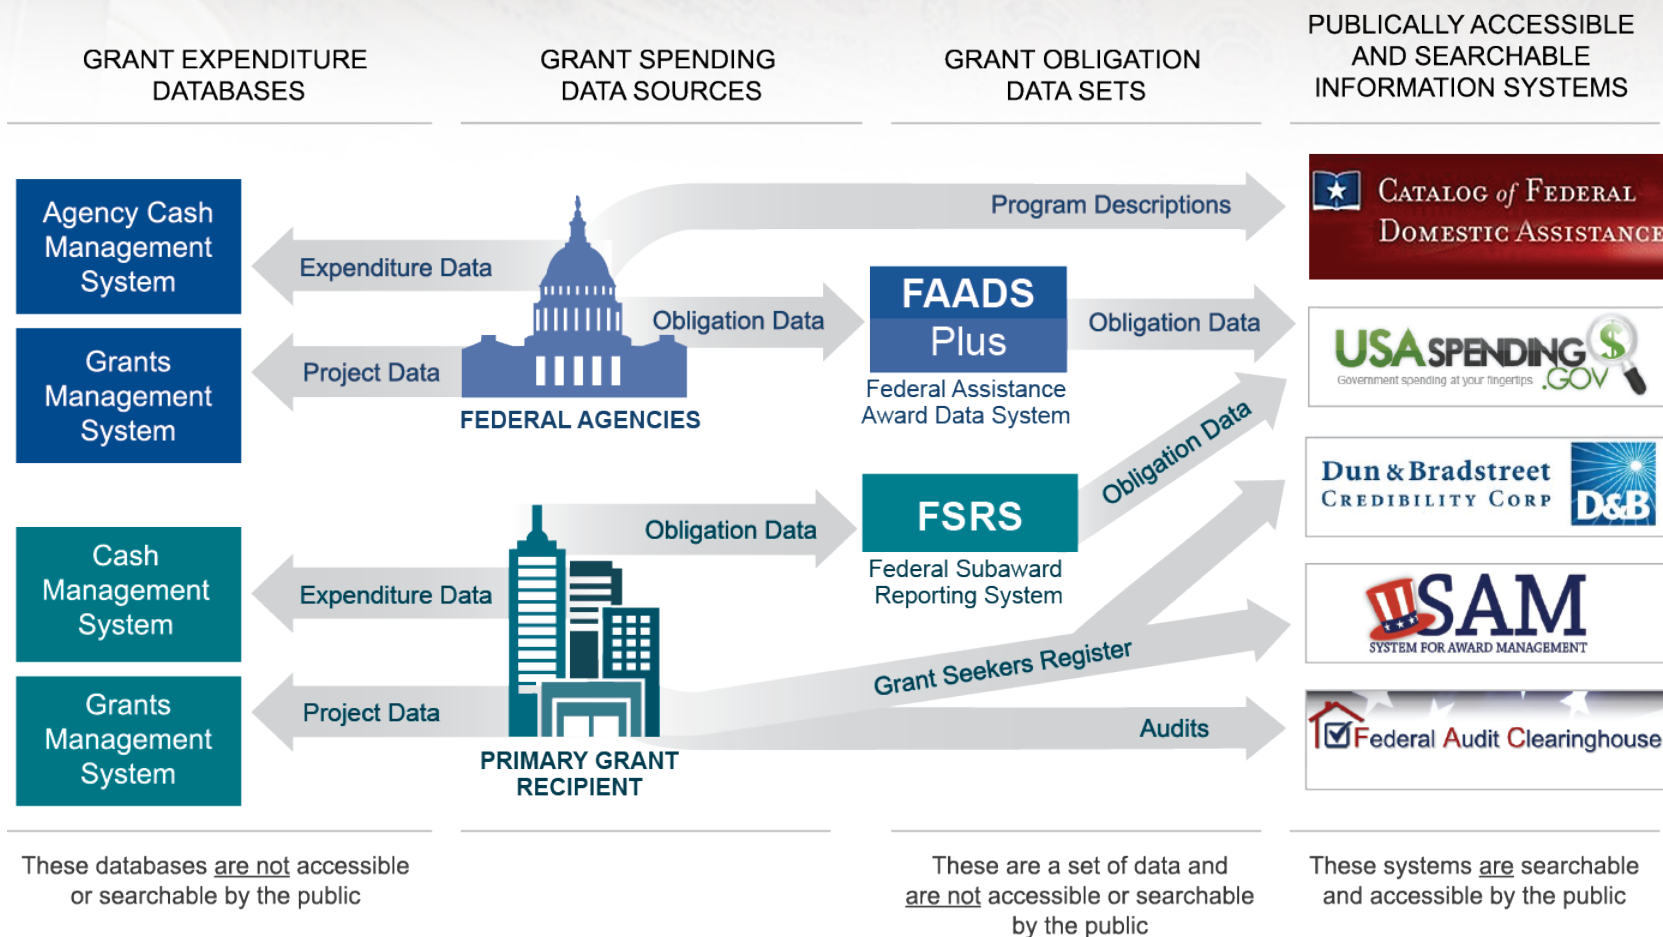 GRANT EXPENDITURE
DATABASES
GRANT SPENDING
DATA SOURCES
GRANT OBLIGATION
DATA SETS
PUBLICALLY ACCESSIBLE
AND SEARCHABLE
INFORMATION SYSTEMS
Agency Cash
Management
System
Grants
Management
System
Expenditure Data
Project Data
FEDERAL AGENCIES
Program Descriptions
Obligation Data
FAADS
Plus
Federal Assistance
Award Data System
Obligation Data
CATALOG of FEDERAL
DOMESTIC ASSISTANCE
USASPENDING
.GOV
Government spending at your fingertips
$
Cash
Management
System
Grants
Management
System
Expenditure Data
Project Data
PRIMARY GRANT
RECIPIENT
Obligation Data
FSRS
Federal Subaward
Reporting System
Obligation Data
Grant Seekers Register
Audits
Dun & Bradstreet
CREDIBILITY CORP
D&B
SAM
SYSTEM FOR AWARD MANAGEMENT
Federal Audit Clearinghouse
These databases are not accessible
or searchable by the public
These are a set of data and
are not accessible or searchable
by the public
These systems are searchable
and accessible by the public